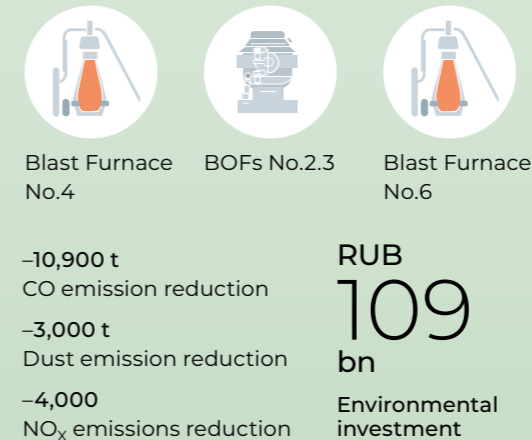 Blast Furnace
No.4
BOFs No.2.3
Blast Furnace
No.6
–10,900 t
CO emission reduction
–3,000 t
Dust emission reduction
–4,000
NOX emissions reduction
RUB
109
bn
Environmental
investment